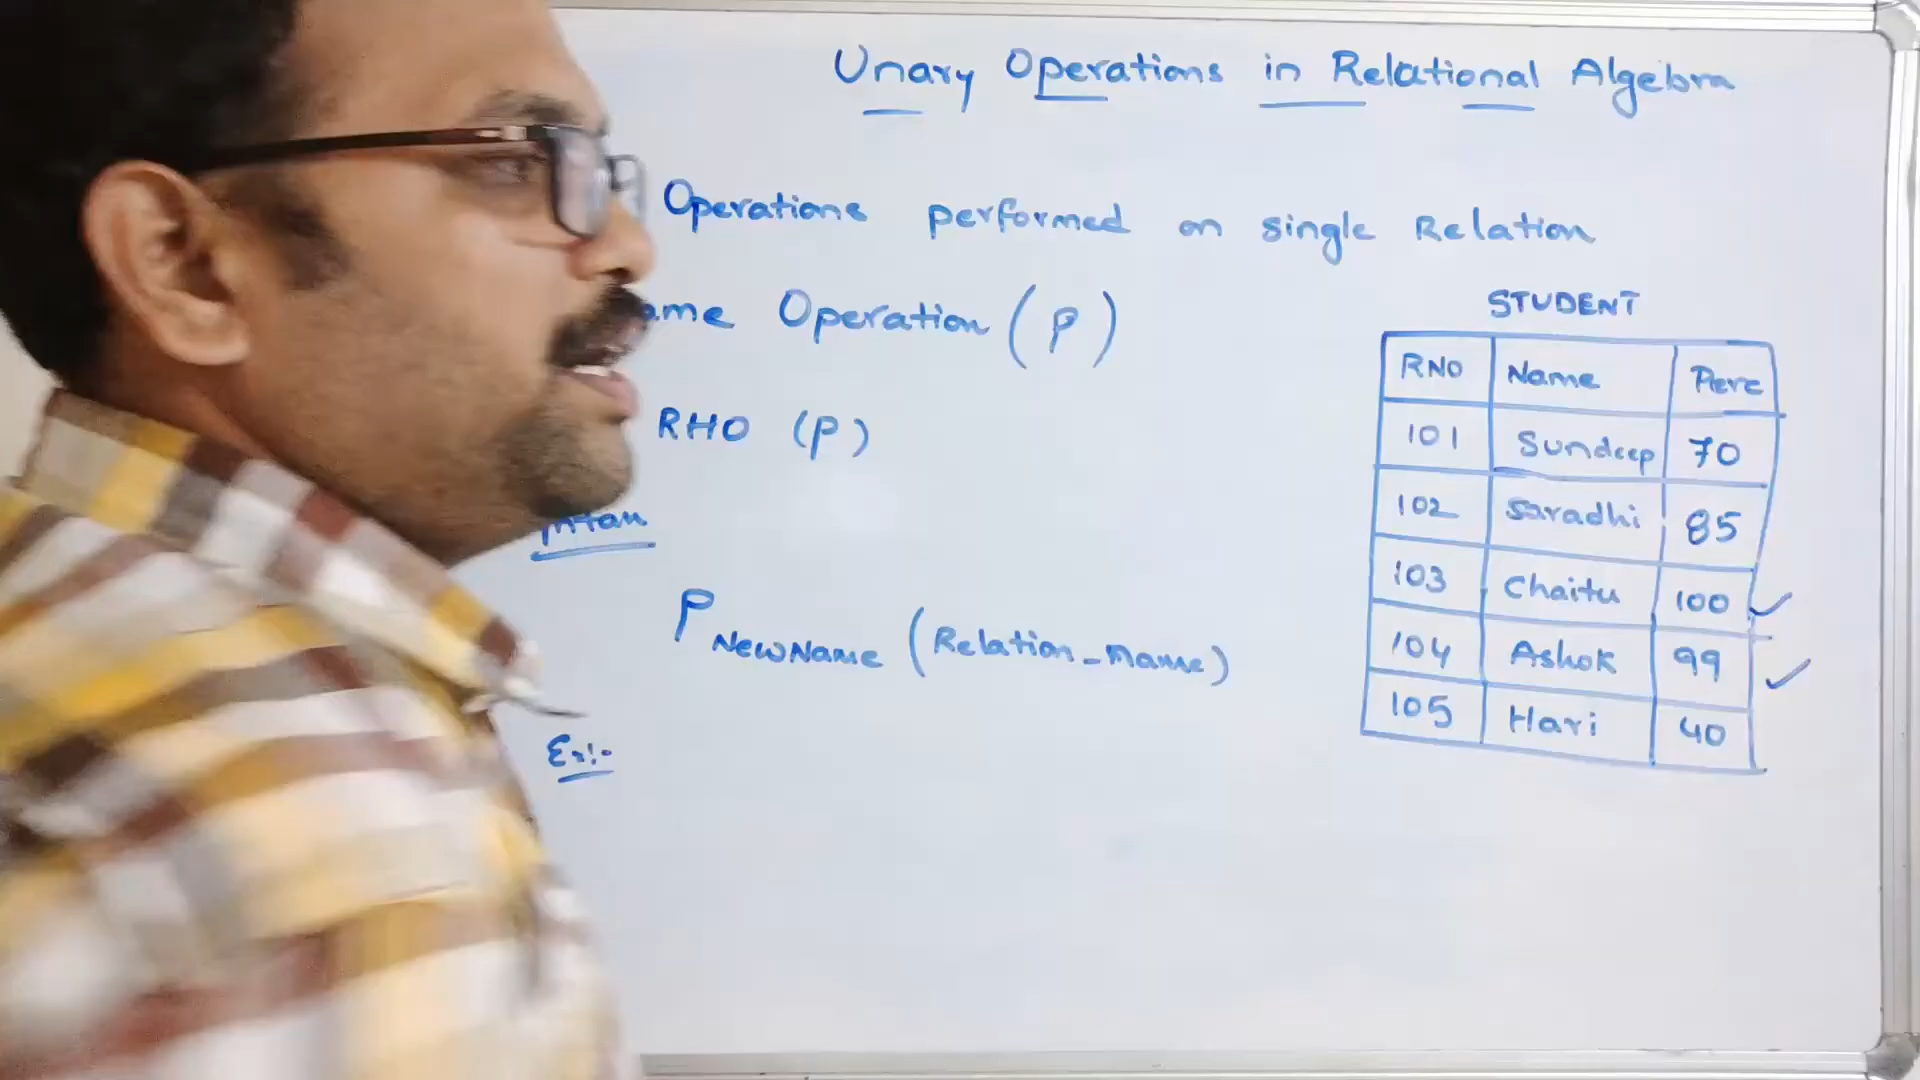 Unary Operations in Relational Algebra
Operations performed on single Relation
ame Operation (ρ)
RHO (ρ)
ρ NewName (Relation_name)
Ex:-
STUDENT
RNO Name Perc
101 Sundeep 70
102 Saradhi 85
103 Chaitu 100
104 Ashok 99
105 Hari 40